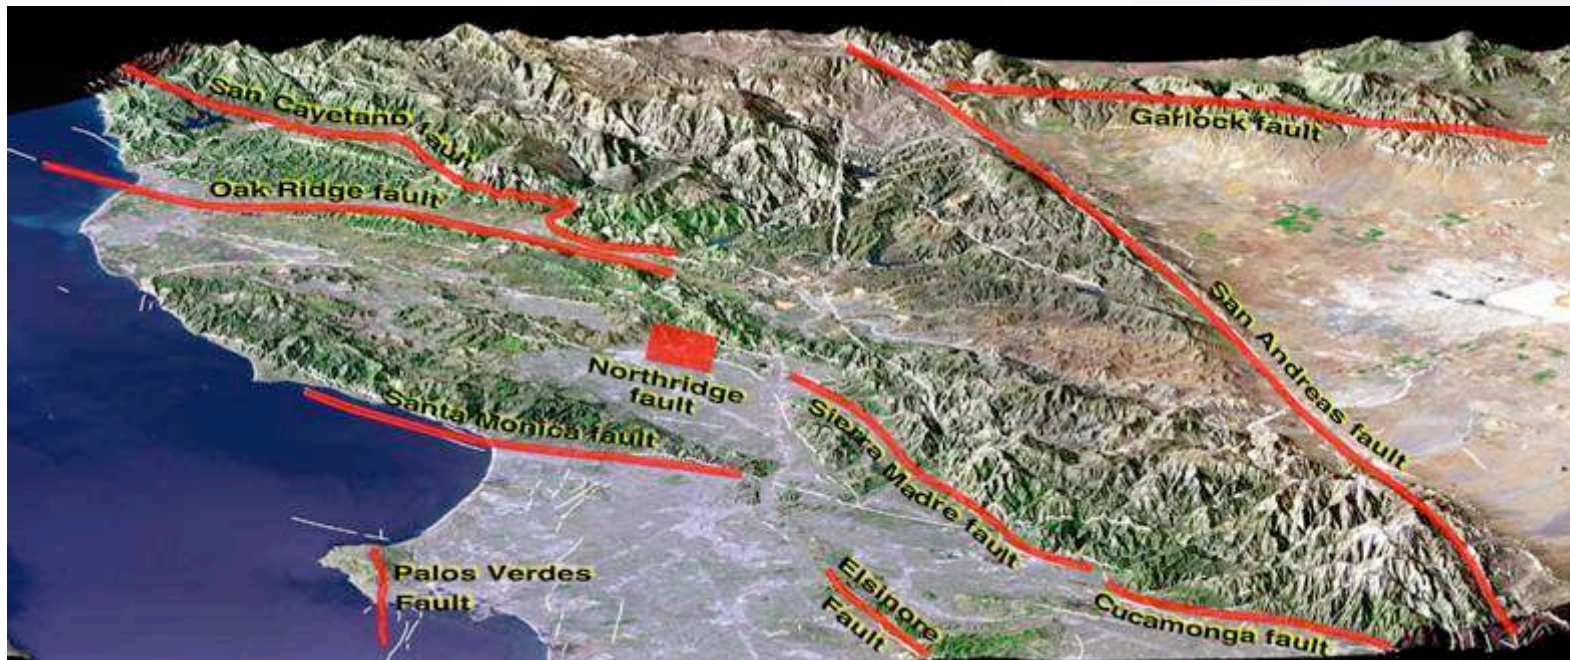 San Cayetano fault
Garlock fault
Oak Ridge fault
San Andreas fault
Northridge
fault
Santa Monica fault
Sierra Madre fault
Palos Verdes
Fault
Elsinore
Fault
Cucamonga fault